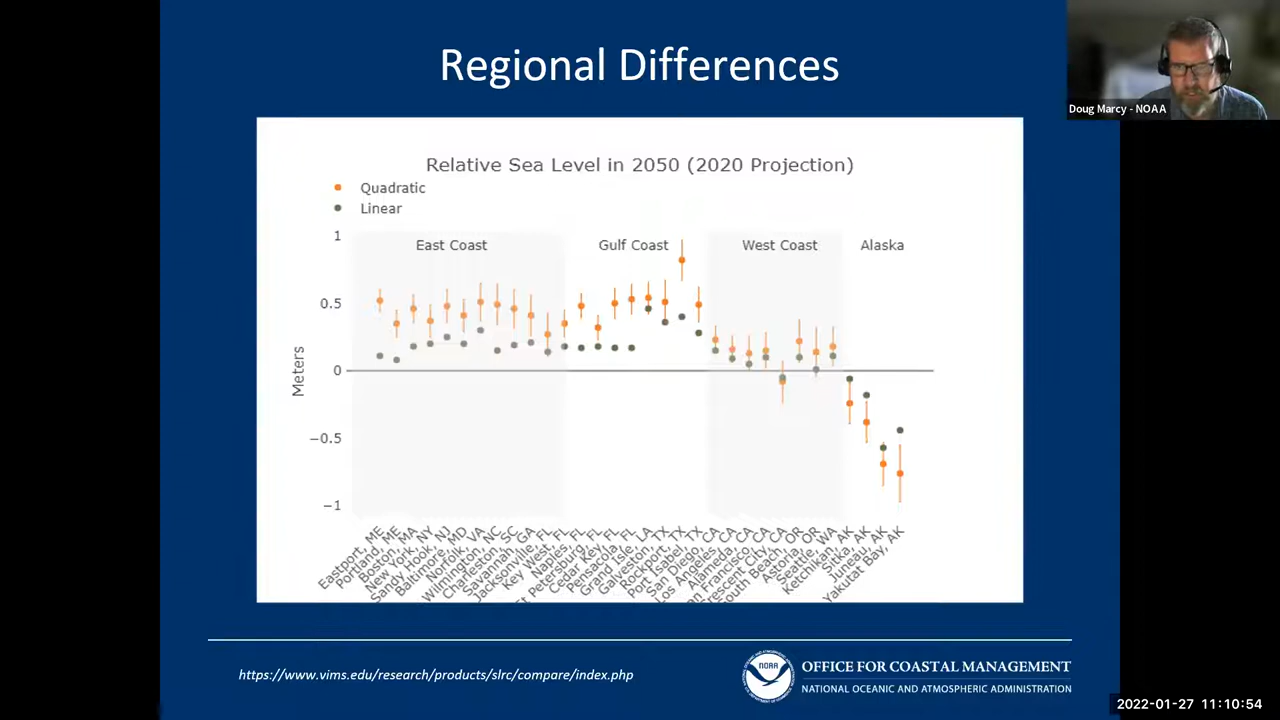 Regional Differences
Doug Marcy - NOAA
Relative Sea Level in 2050 (2020 Projection)
Quadratic
Linear
East Coast
Gulf Coast
West Coast
Alaska
Meters
1
0.5
0
−0.5
−1
Eastport, ME
Portland, ME
Boston, MA
New York, NY
Sandy Hook, NJ
Baltimore, MD
Norfolk, VA
Wilmington, NC
Charleston, SC
Savannah, GA
Jacksonville, FL
Key West, FL
Naples, FL
Petersburg, FL
Cedar Key, FL
Pensacola, FL
Grand Isle, LA
Galveston, TX
Rockport, TX
Port Isabel, TX
San Diego, CA
Los Angeles, CA
Alameda, CA
Francisco, CA
Crescent City, CA
South Beach, OR
Astoria, OR
Seattle, WA
Ketchikan, AK
Sitka, AK
Juneau, AK
Yakutat Bay, AK
https://www.vims.edu/research/products/slrc/compare/index.php
NOAA
OFFICE FOR COASTAL MANAGEMENT
NATIONAL OCEANIC AND ATMOSPHERIC ADMINISTRATION
2022-01-27 11:10:54